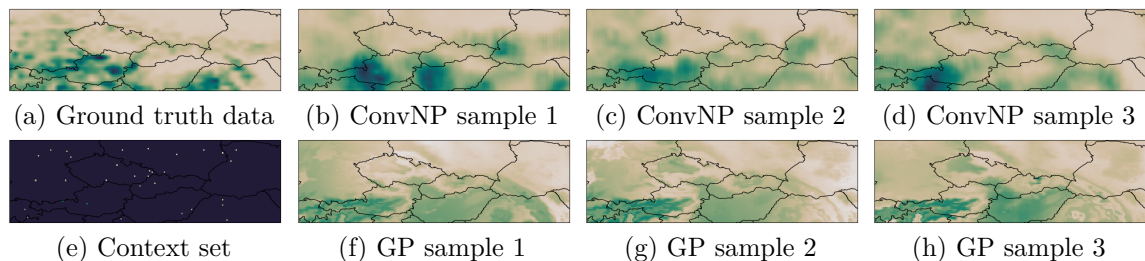 (a) Ground truth data (b) ConvNP sample 1 (c) ConvNP sample 2 (d) ConvNP sample 3
(e) Context set (f) GP sample 1 (g) GP sample 2 (h) GP sample 3